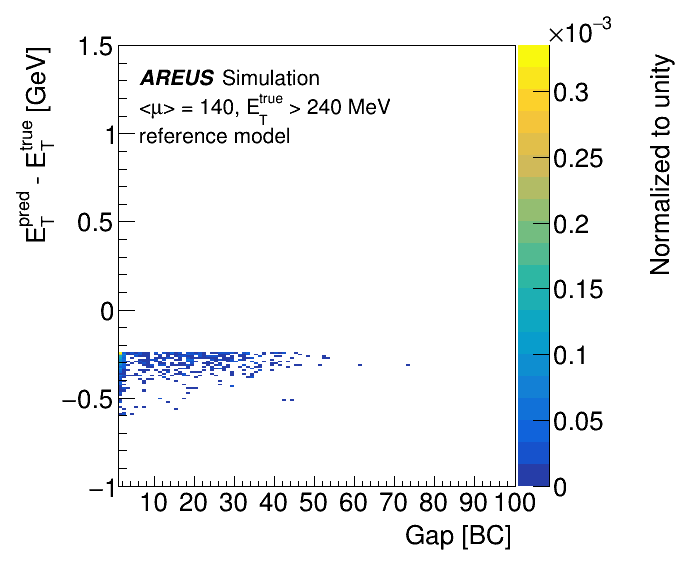 ×10⁻³
1.5
1
0.5
0
−0.5
−1
E_T^pred - E_T^true [GeV]
AREUS Simulation
<μ> = 140, E_T^true > 240 MeV
reference model
0.3
0.25
0.2
0.15
0.1
0.05
0
Normalized to unity
10 20 30 40 50 60 70 80 90 100
Gap [BC]